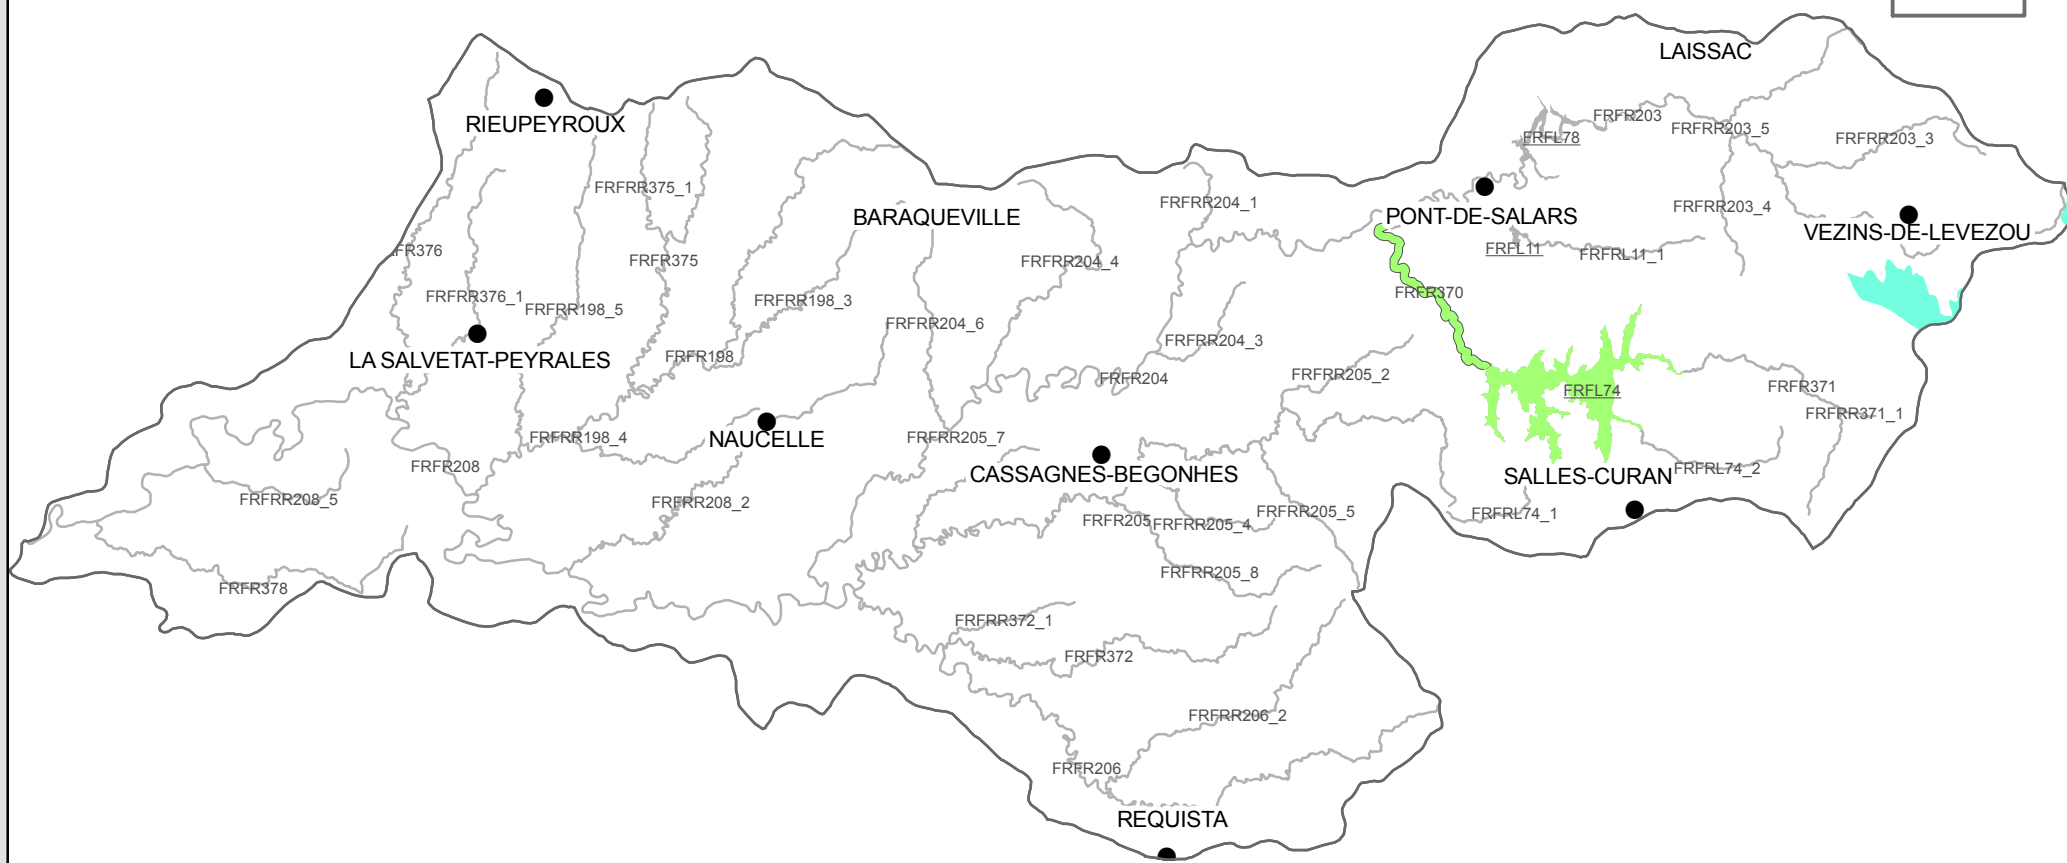 LAISSAC
RIEUPEYROUX
FRFR203
FRFRR203_5
FRFL78
FRFRR203_3
FRFRR375_1
FRFRR204_1
FRFRR203_4
BARAQUEVILLE
PONT-DE-SALARS
VEZINS-DE-LEVEZOU
FR376
FRFR375
FRFRR204_4
FRFL11
FRFRL11_1
FRFRR376_1
FRFRR198_5
FRFRR198_3
FRFR370
FRFRR204_6
FRFRR204_3
LA SALVETAT-PEYRALES
FRFR198
FRFR204
FRFRR205_2
FRFL74
FRFR371
FRFRR371_1
FRFRR198_4
NAUCELLE
FRFRR205_7
FRFR208
CASSAGNES-BEGONHES
SALLES-CURAN
FRFRL74_2
FRFRR208_5
FRFRR208_2
FRFR205
FRFRR205_4
FRFRR205_5
FRFRL74_1
FRFR378
FRFRR205_8
FRFRR372_1
FRFR372
FRFRR206_2
FRFR206
REQUISTA